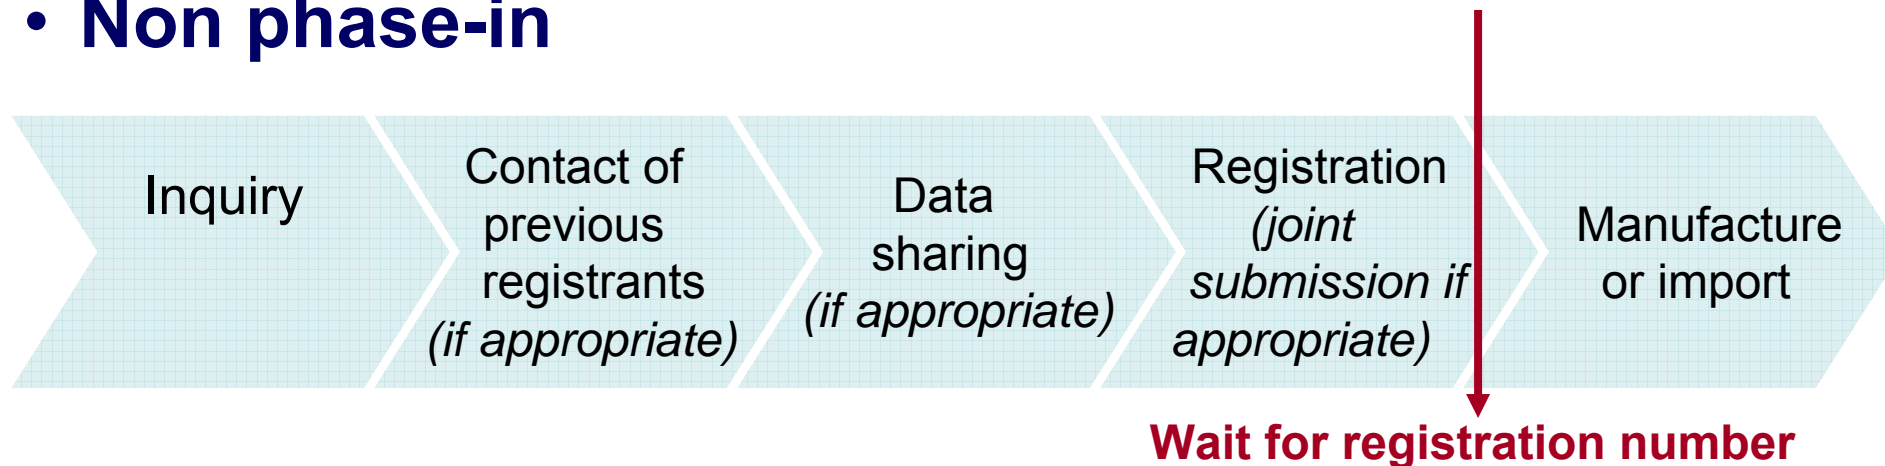 • Non phase-in
Inquiry
Contact of
previous
registrants
(if appropriate)
Data
sharing
(if appropriate)
Registration
(joint
submission if
appropriate)
Manufacture
or import
Wait for registration number